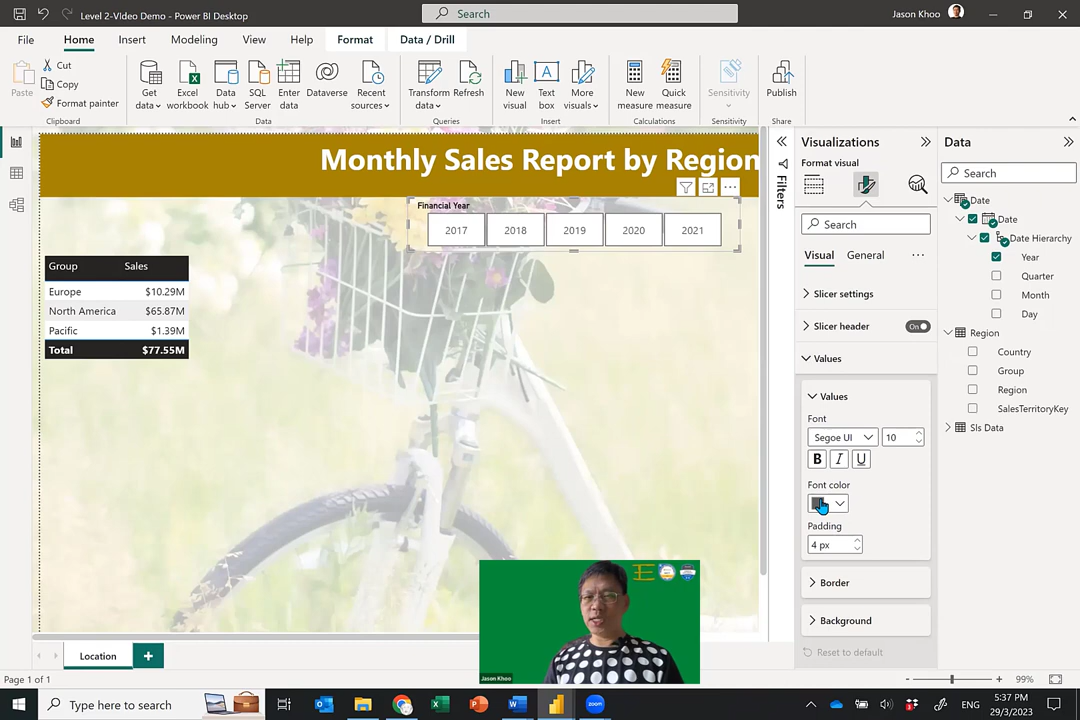 Level 2-Video Demo - Power BI Desktop
Search
Jason Khoo
File
Home
Insert
Modeling
View
Help
Format
Data / Drill
Paste
Cut
Copy
Format painter
Get data
Excel workbook
Data hub
SQL Server
Enter data
Dataverse
Recent sources
Transform data
Refresh
New visual
Text box
More visuals
New measure
Quick measure
Sensitivity
Publish
Clipboard
Data
Queries
Insert
Calculations
Sensitivity
Share
Monthly Sales Report by Region
Financial Year
2017
2018
2019
2020
2021
Group Sales
Europe $10.29M
North America $65.87M
Pacific $1.39M
Total $77.55M
Jason Khoo
Filters
Visualizations
Format visual
Search
Visual
General
Slicer settings
Slicer header
On
Values
Values
Font
Segoe UI
10
B
I
U
Font color
Padding
4 px
Border
Background
Reset to default
Data
Search
Date
Date
Date Hierarchy
Year
Quarter
Month
Day
Region
Country
Group
Region
SalesTerritoryKey
Sls Data
Location
Page 1 of 1
- + 99%
Type here to search
zoom
ENG
5:37 PM
29/3/2023